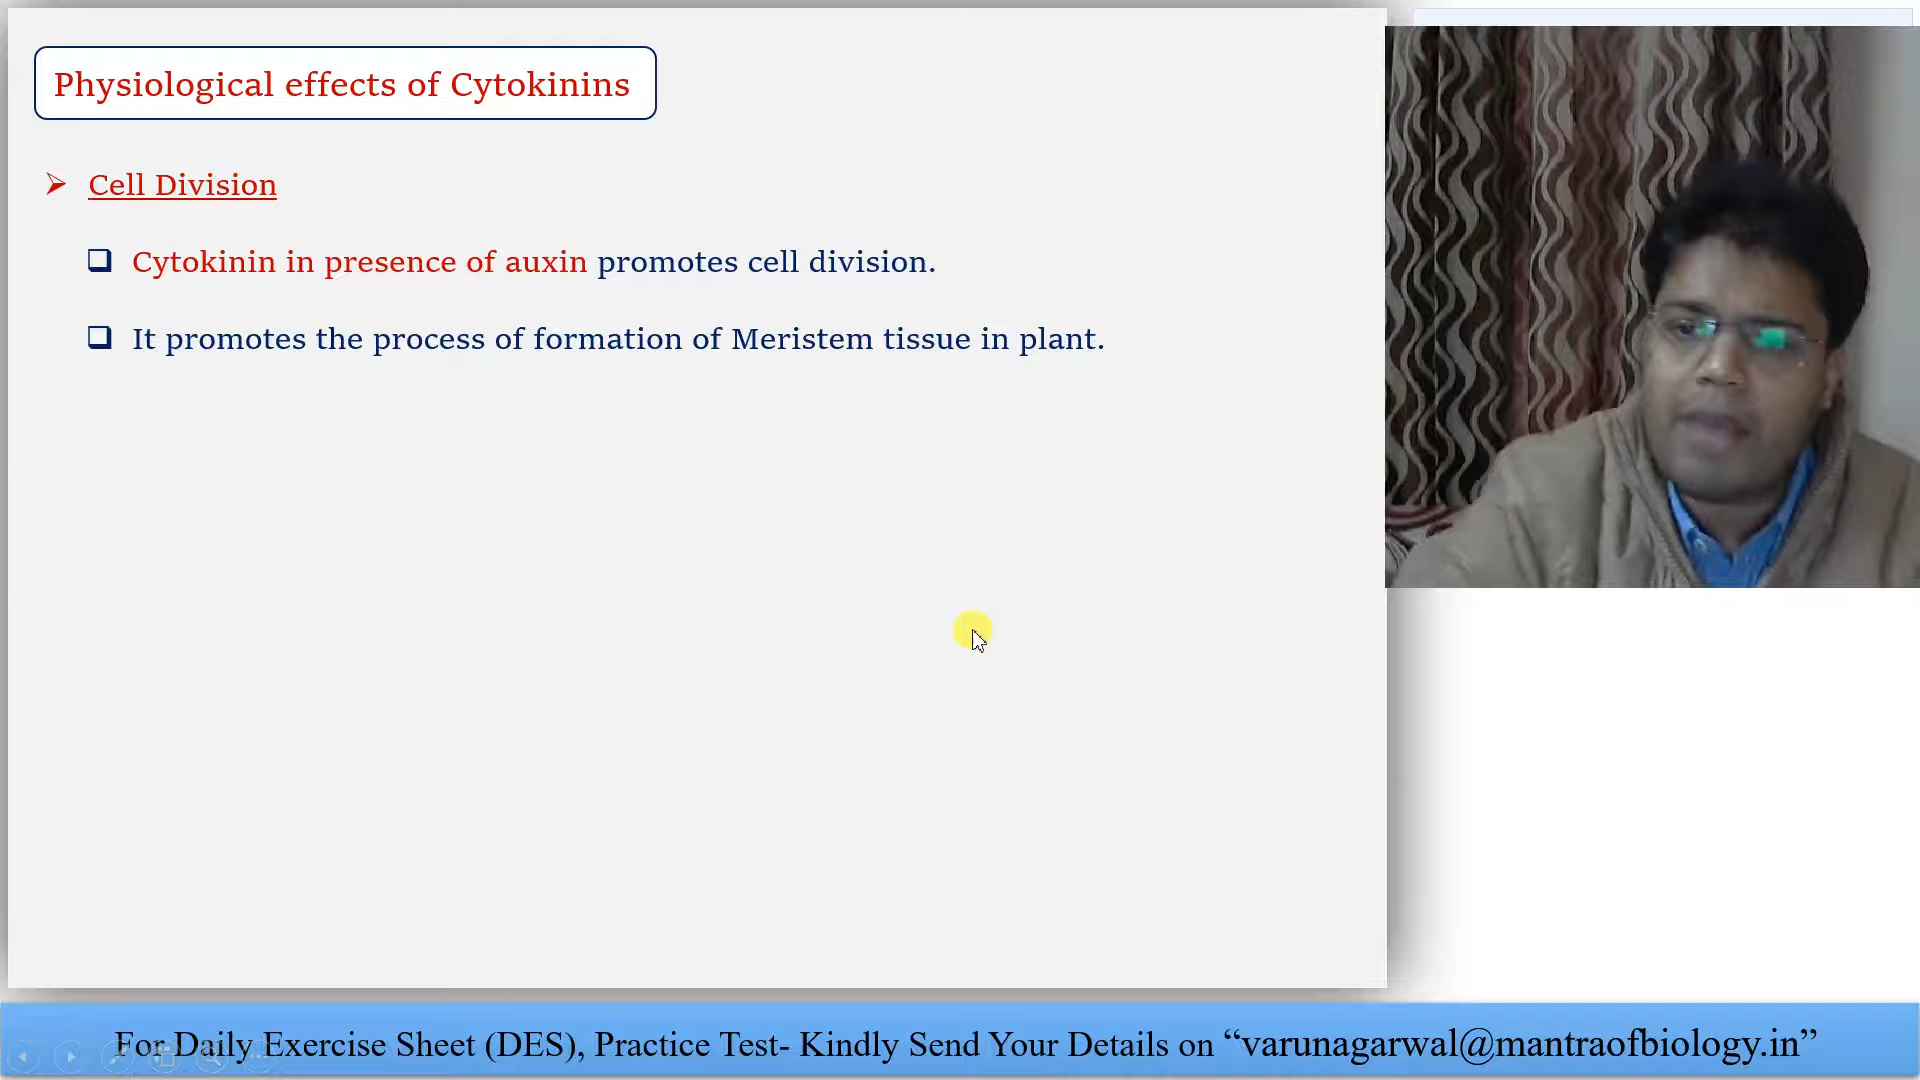 Physiological effects of Cytokinins
Cell Division
Cytokinin in presence of auxin promotes cell division.
It promotes the process of formation of Meristem tissue in plant.
For Daily Exercise Sheet (DES), Practice Test- Kindly Send Your Details on “varunagarwal@mantraofbiology.in”